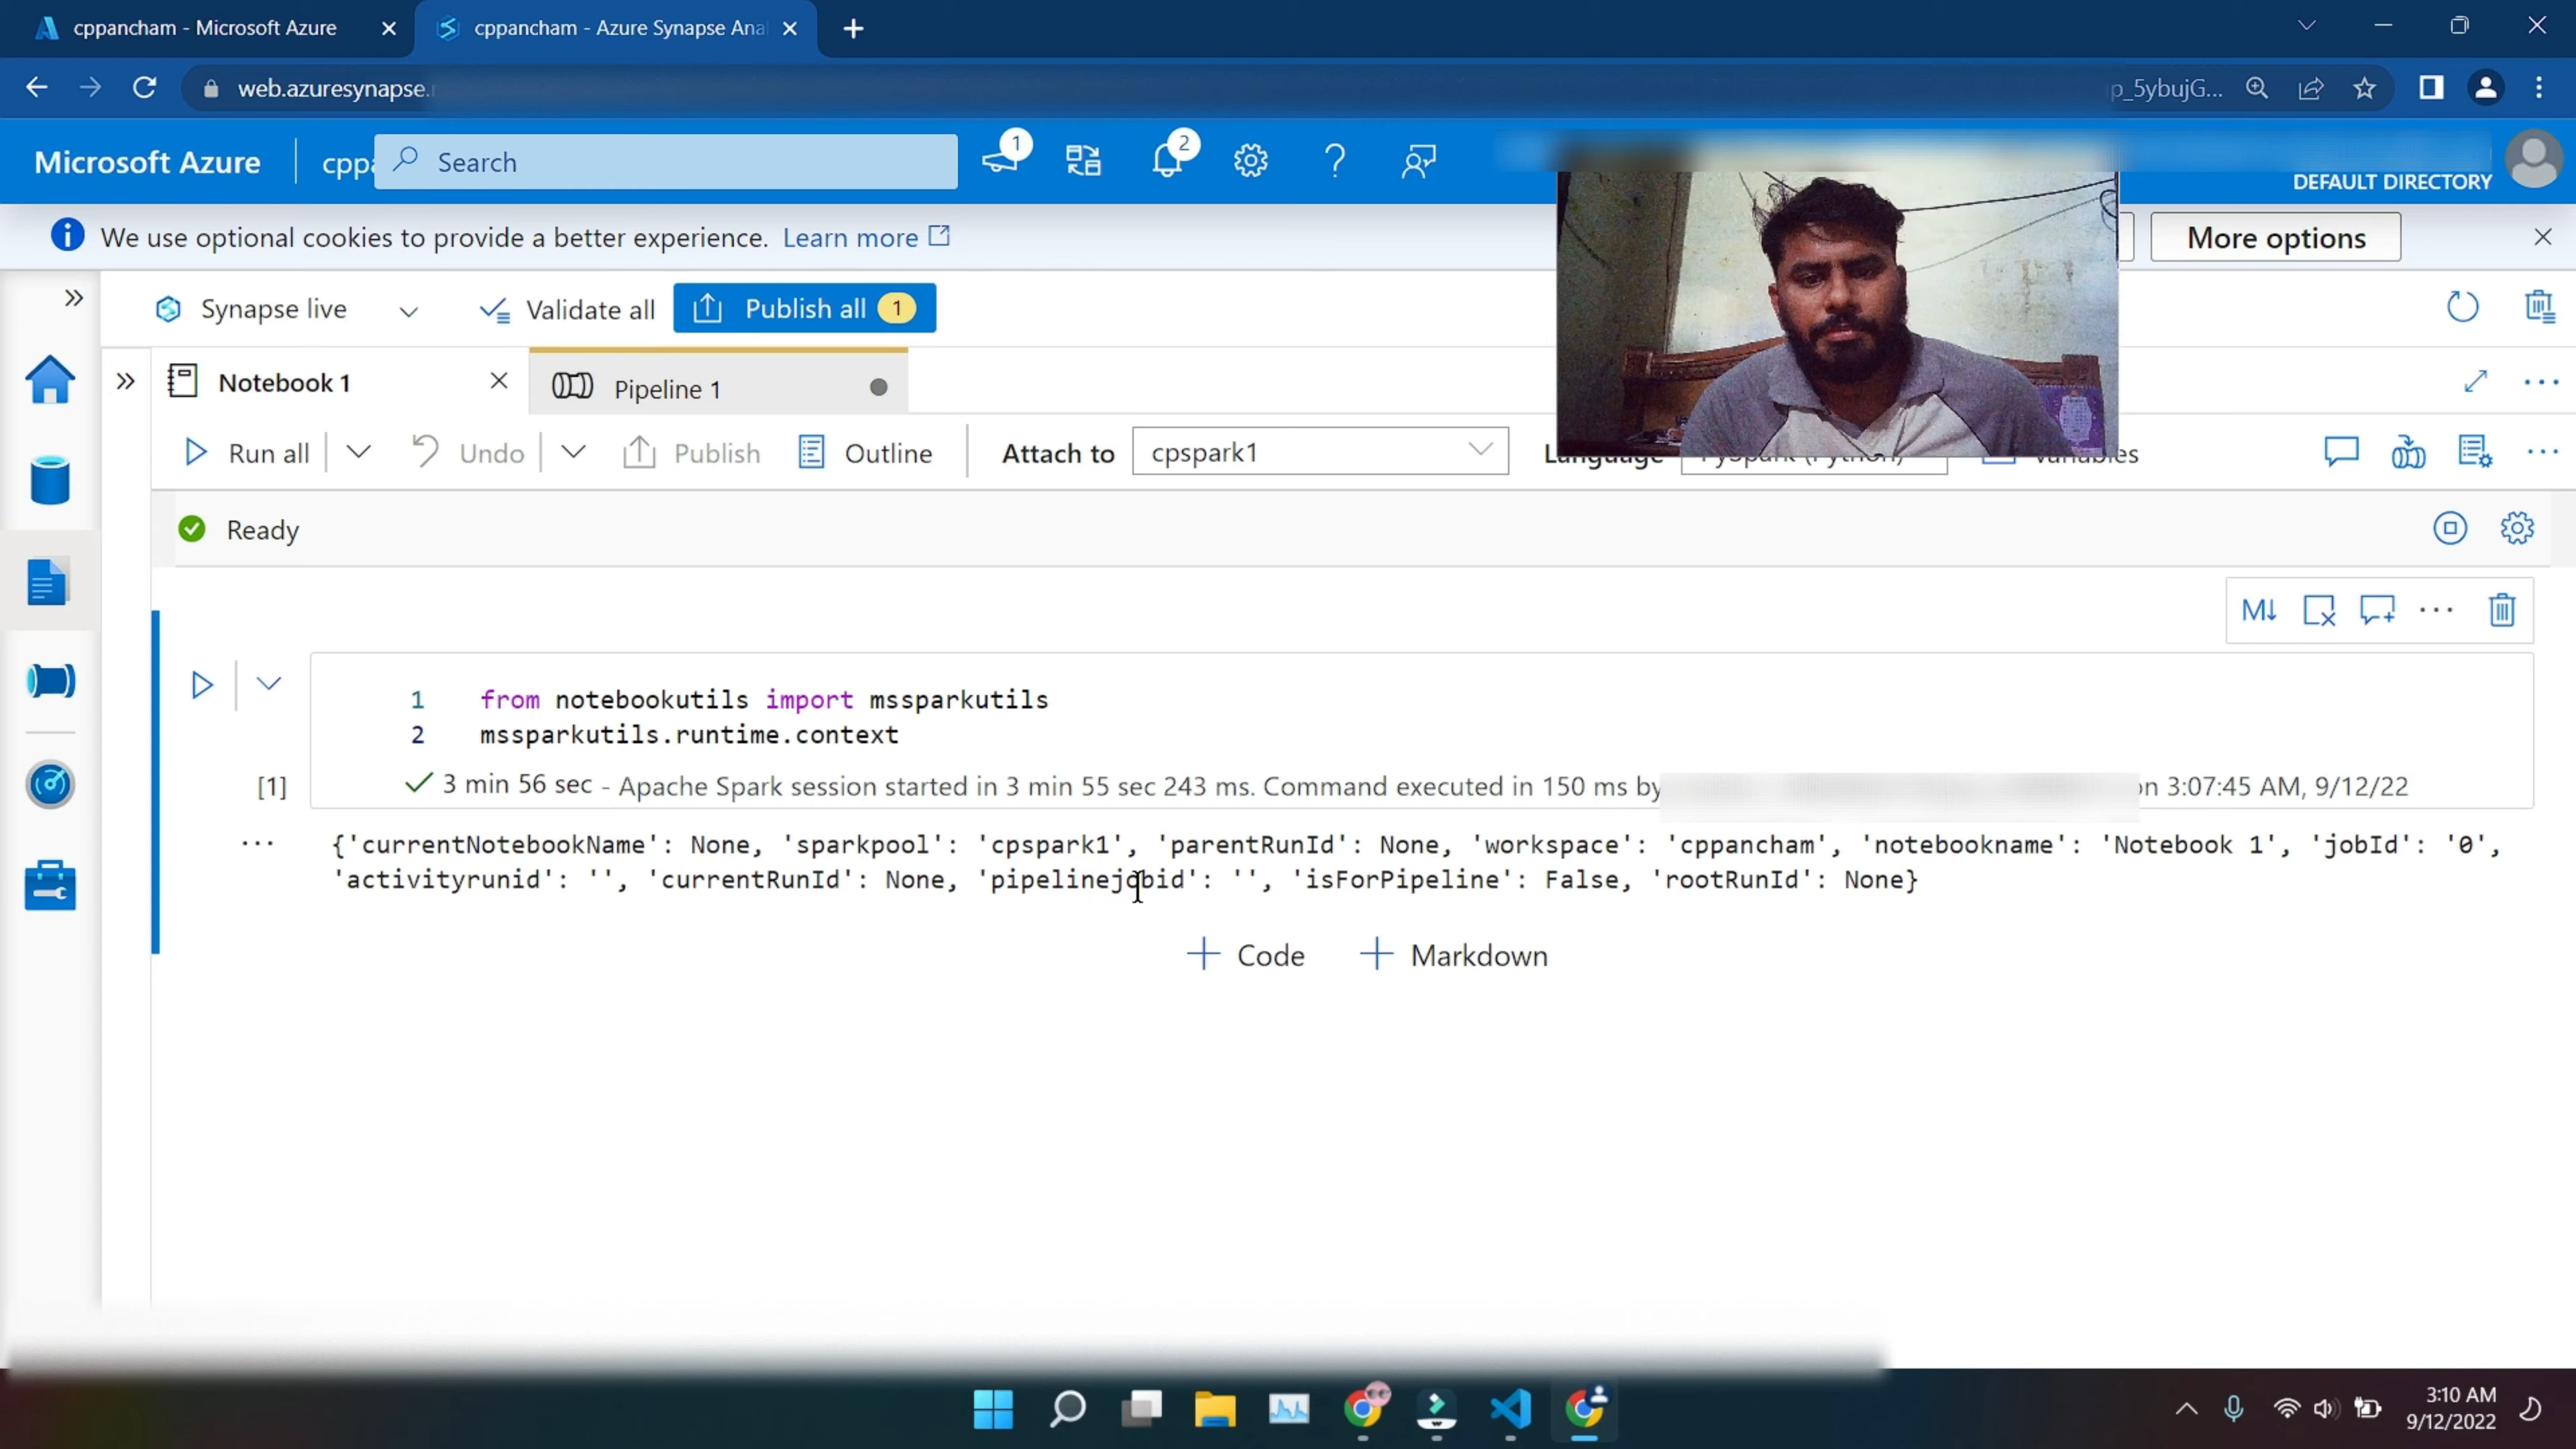 cppancham - Microsoft Azure
cppancham - Azure Synapse Ana
web.azuresynapse.
p_5ybujG...
Microsoft Azure
cppa
Search
1
2
DEFAULT DIRECTORY
We use optional cookies to provide a better experience. Learn more
More options
Synapse live
Validate all
Publish all 1
Notebook 1
Pipeline 1
Run all
Undo
Publish
Outline
Attach to
cpspark1
Language
PySpark (Python)
Variables
Ready
M↓
1 from notebookutils import mssparkutils
2 mssparkutils.runtime.context
[1]
3 min 56 sec - Apache Spark session started in 3 min 55 sec 243 ms. Command executed in 150 ms by on 3:07:45 AM, 9/12/22
{'currentNotebookName': None, 'sparkpool': 'cpspark1', 'parentRunId': None, 'workspace': 'cppancham', 'notebookname': 'Notebook 1', 'jobId': '0',
'activityrunid': '', 'currentRunId': None, 'pipelinejobid': '', 'isForPipeline': False, 'rootRunId': None}
+ Code
+ Markdown
3:10 AM
9/12/2022